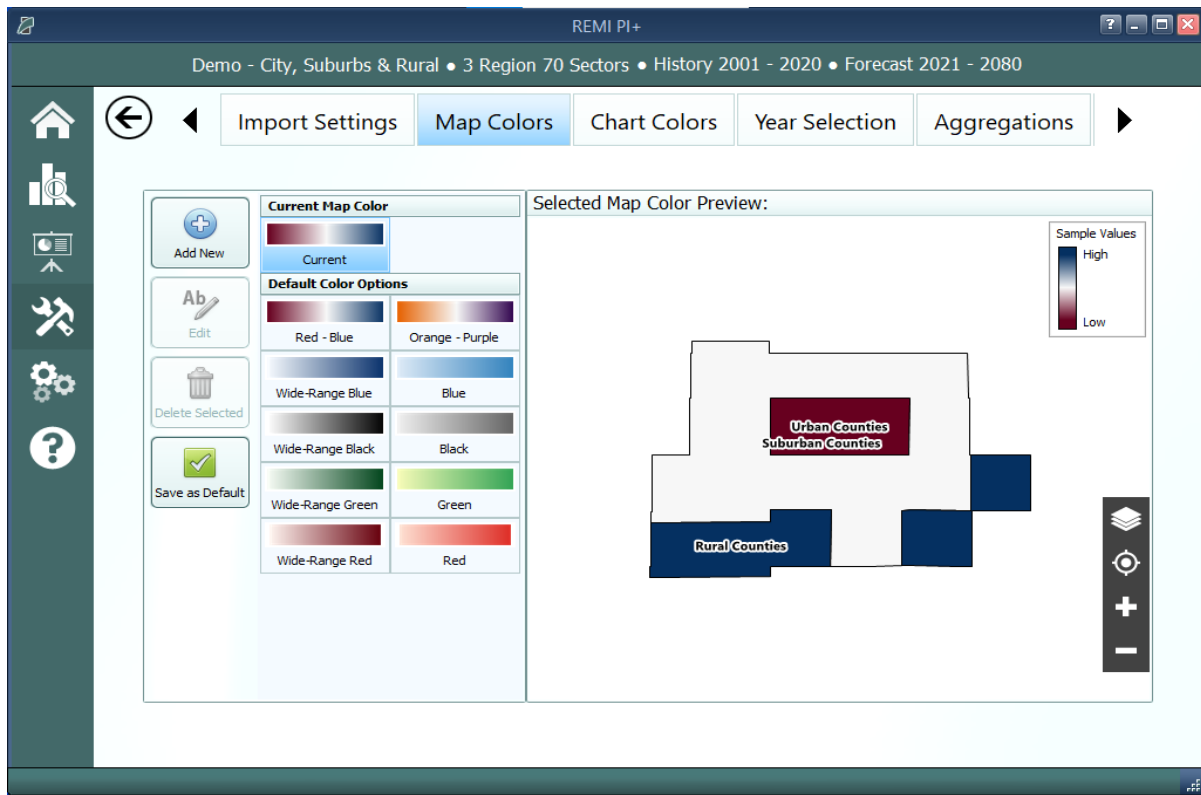 REMI PI+
Demo - City, Suburbs & Rural ● 3 Region 70 Sectors ● History 2001 - 2020 ● Forecast 2021 - 2080
Import Settings
Map Colors
Chart Colors
Year Selection
Aggregations
Add New
Ab
Edit
Delete Selected
Save as Default
Current Map Color
Current
Default Color Options
Red - Blue
Orange - Purple
Wide-Range Blue
Blue
Wide-Range Black
Black
Wide-Range Green
Green
Wide-Range Red
Red
Selected Map Color Preview:
Sample Values
High
Low
Urban Counties
Suburban Counties
Rural Counties